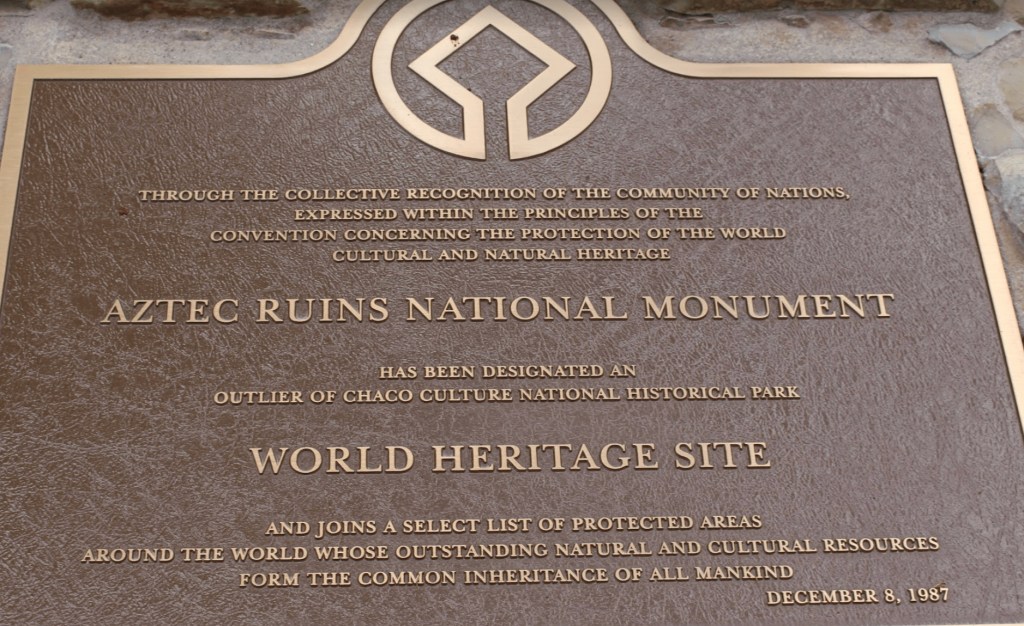 THROUGH THE COLLECTIVE RECOGNITION OF THE COMMUNITY OF NATIONS,
EXPRESSED WITHIN THE PRINCIPLES OF THE
CONVENTION CONCERNING THE PROTECTION OF THE WORLD
CULTURAL AND NATURAL HERITAGE
AZTEC RUINS NATIONAL MONUMENT
HAS BEEN DESIGNATED AN
OUTLIER OF CHACO CULTURE NATIONAL HISTORICAL PARK
WORLD HERITAGE SITE
AND JOINS A SELECT LIST OF PROTECTED AREAS
AROUND THE WORLD WHOSE OUTSTANDING NATURAL AND CULTURAL RESOURCES
FORM THE COMMON INHERITANCE OF ALL MANKIND
DECEMBER 8, 1987